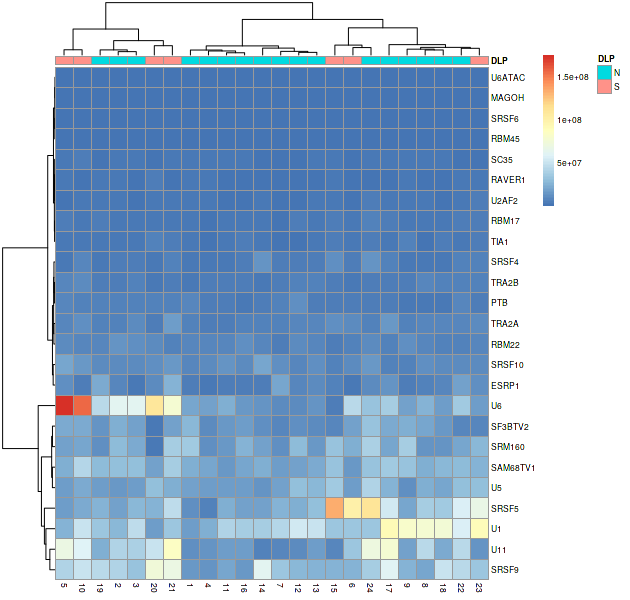 DLP
DLP
N
S
1.5e+08
1e+08
5e+07
U6ATAC
MAGOH
SRSF6
RBM45
SC35
RAVER1
U2AF2
RBM17
TIA1
SRSF4
TRA2B
PTB
TRA2A
RBM22
SRSF10
ESRP1
U6
SF3BTV2
SRM160
SAM68TV1
U5
SRSF5
U1
U11
SRSF9
5 10 19 2 3 20 21 1 4 11 16 14 7 12 13 15 6 24 17 9 8 18 22 23